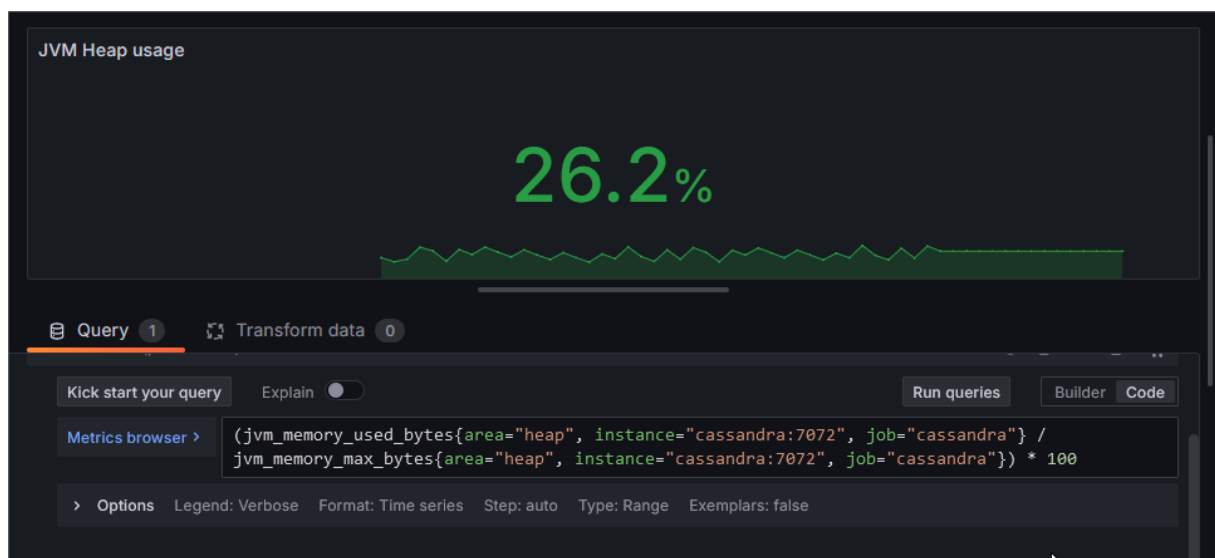 JVM Heap usage
26.2%
Query 1 Transform data 0
Kick start your query Explain Run queries Builder Code
Metrics browser > (jvm_memory_used_bytes{area="heap", instance="cassandra:7072", job="cassandra"} /
jvm_memory_max_bytes{area="heap", instance="cassandra:7072", job="cassandra"}) * 100
> Options Legend: Verbose Format: Time series Step: auto Type: Range Exemplars: false